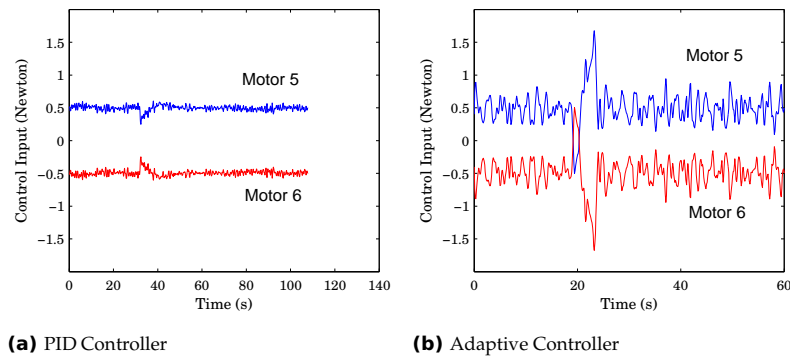 Control Input (Newton)
1.5
1
0.5
0
−0.5
−1
−1.5
Motor 5
Motor 6
0 20 40 60 80 100 120 140
Time (s)
(a) PID Controller
Control Input (Newton)
1.5
1
0.5
0
−0.5
−1
−1.5
Motor 5
Motor 6
0 20 40 60
Time (s)
(b) Adaptive Controller